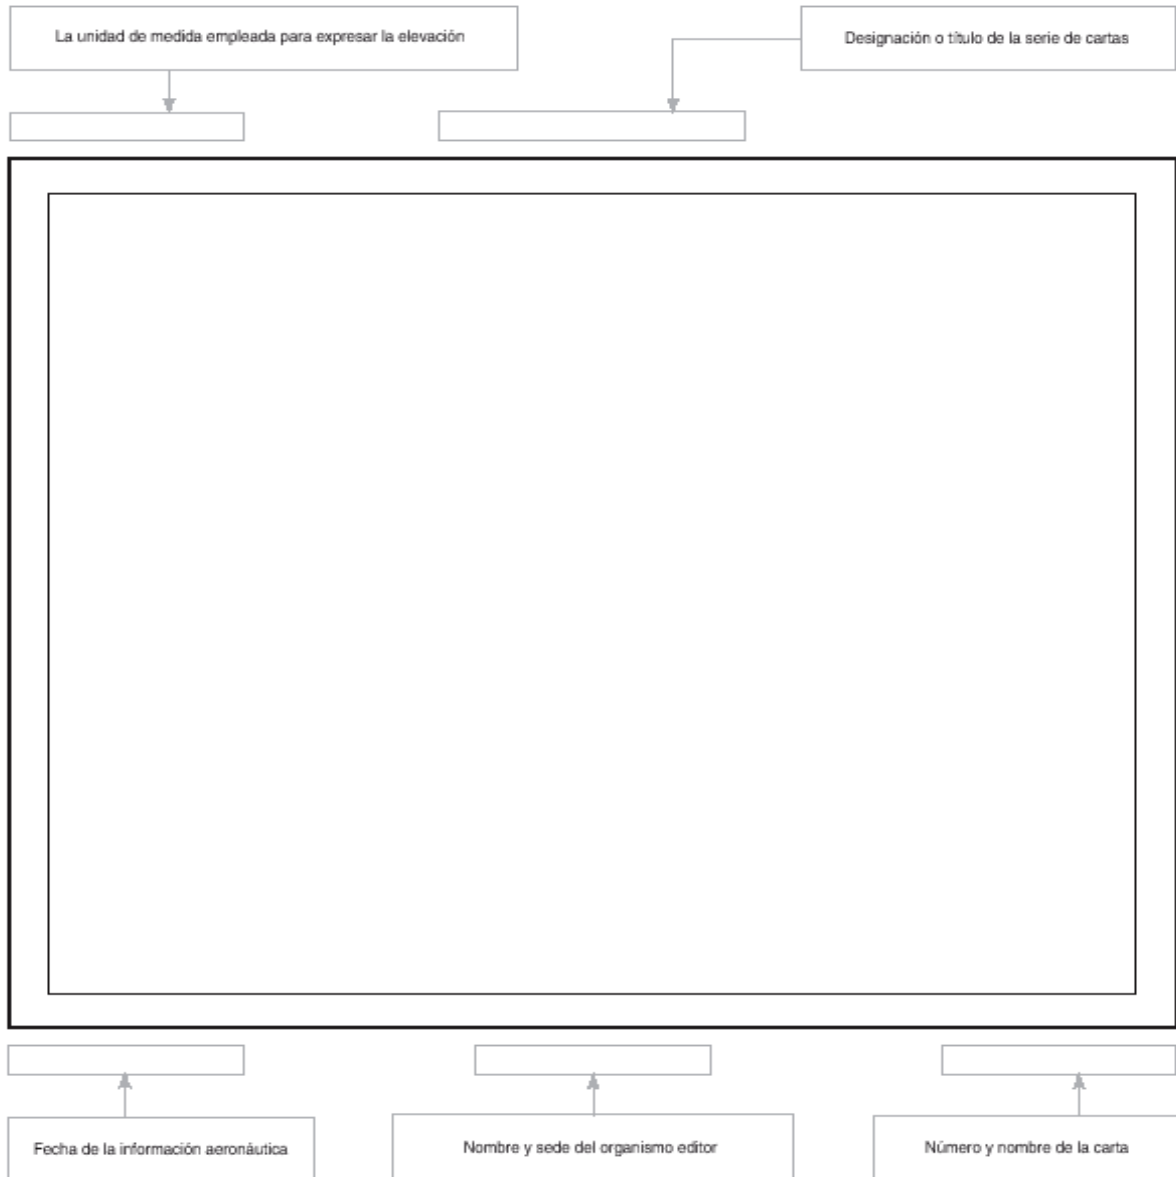 La unidad de medida empleada para expresar la elevación
Designación o título de la serie de cartas
Fecha de la información aeronáutica
Nombre y sede del organismo editor
Número y nombre de la carta